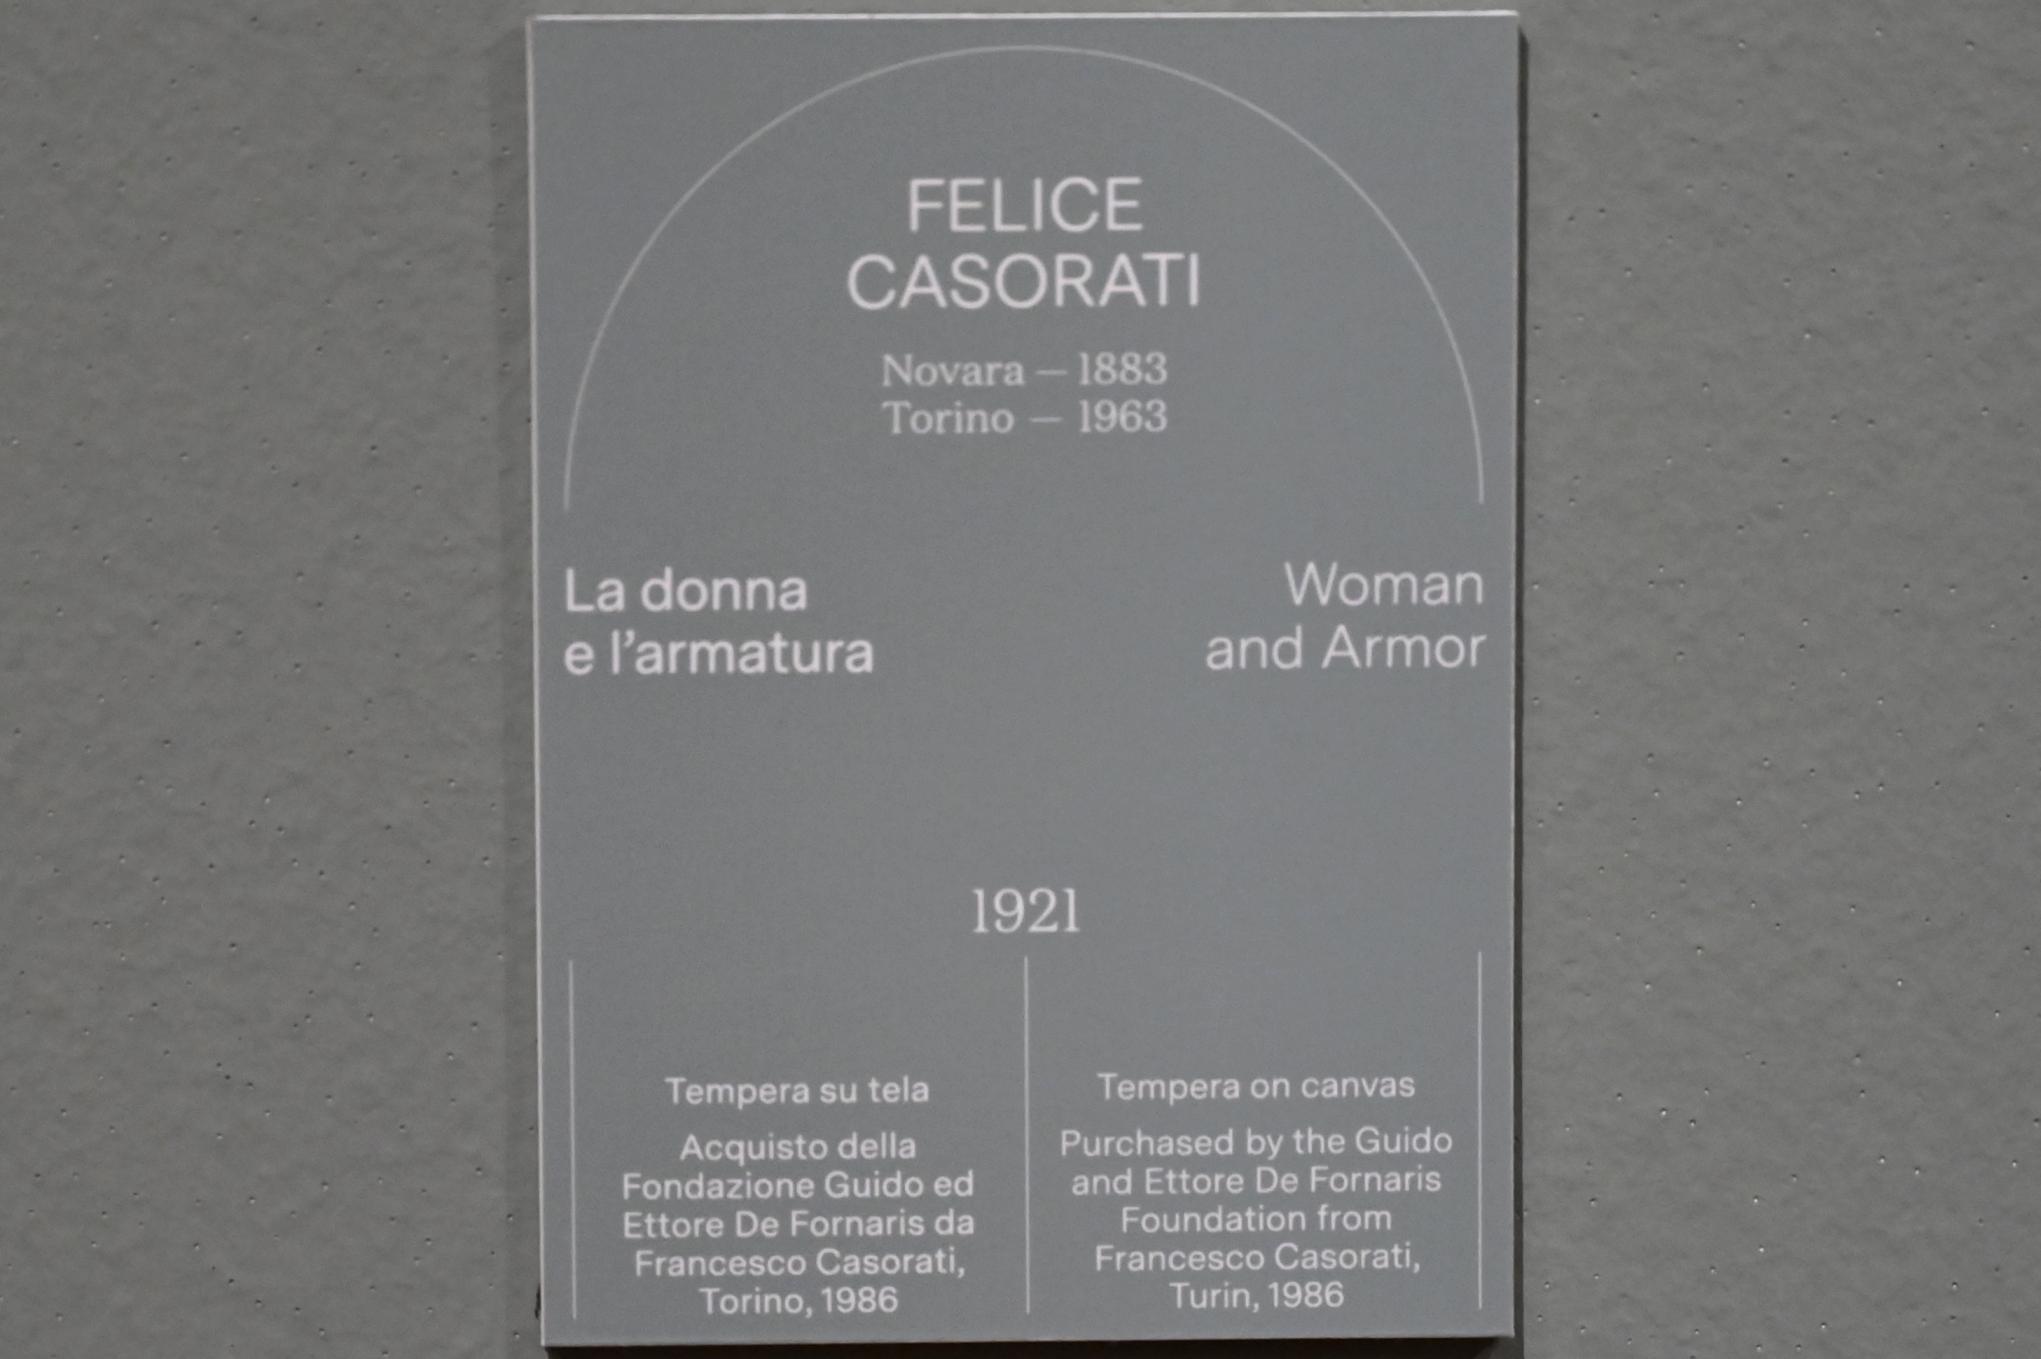 FELICE
CASORATI
Novara — 1883
Torino — 1963
La donna
e l’armatura
Woman
and Armor
1921
Tempera su tela
Acquisto della
Fondazione Guido ed
Ettore De Fornaris da
Francesco Casorati,
Torino, 1986
Tempera on canvas
Purchased by the Guido
and Ettore De Fornaris
Foundation from
Francesco Casorati,
Turin, 1986